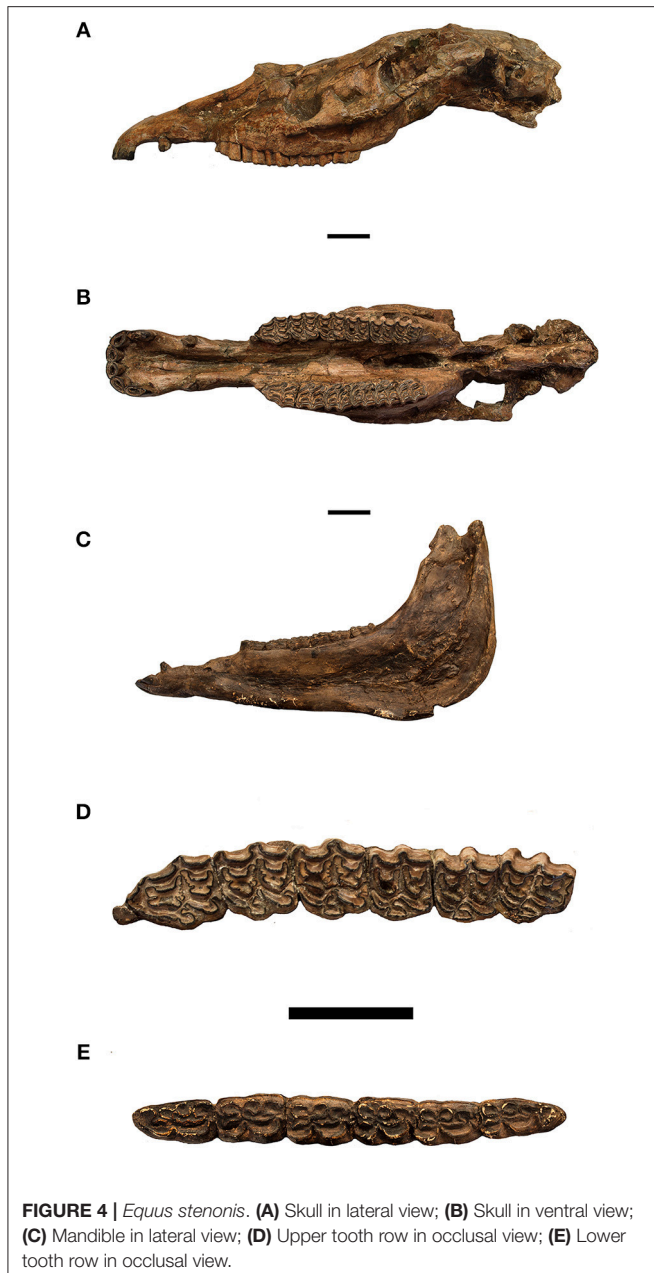 A
B
C
D
E
FIGURE 4 | Equus stenonis. (A) Skull in lateral view; (B) Skull in ventral view;
(C) Mandible in lateral view; (D) Upper tooth row in occlusal view; (E) Lower
tooth row in occlusal view.